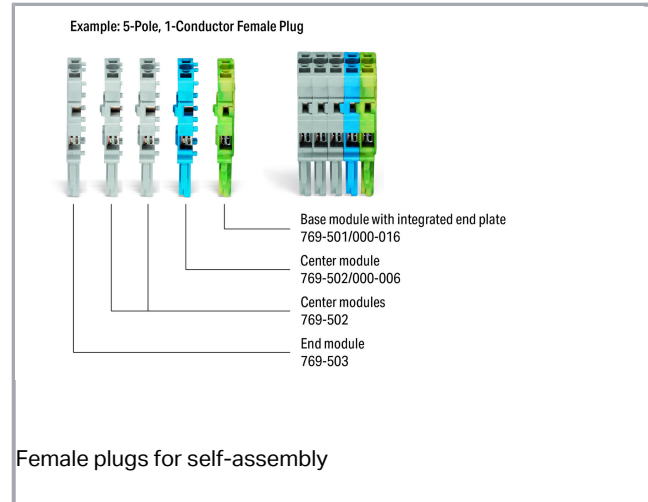 Example: 5-Pole, 1-Conductor Female Plug
Base module with integrated end plate
769-501/000-016
Center module
769-502/000-006
Center modules
769-502
End module
769-503
Female plugs for self-assembly